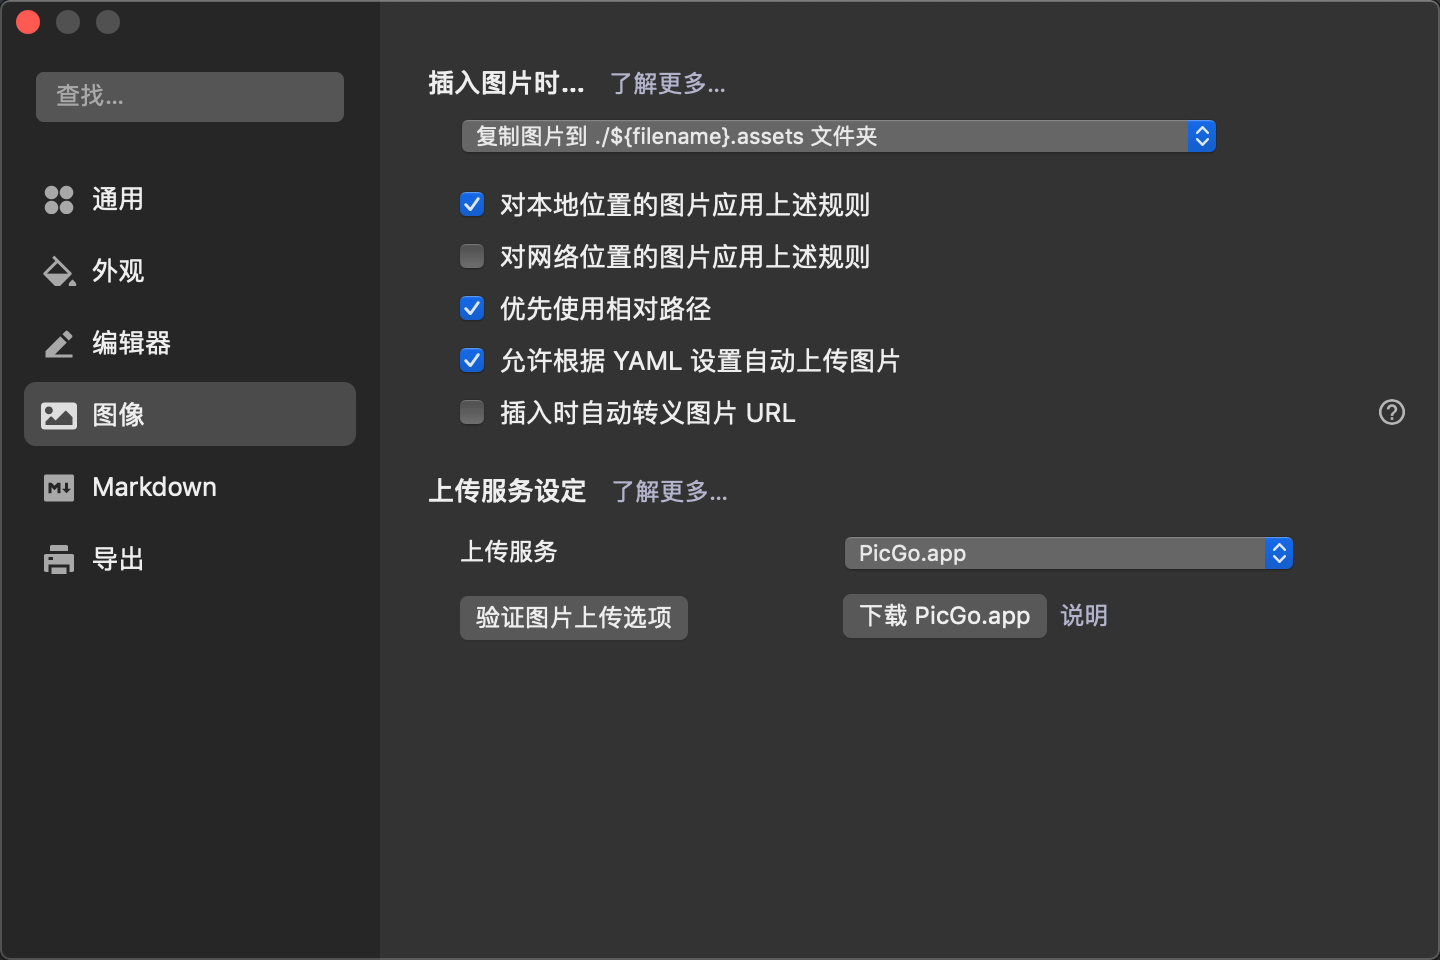 查找...
通用
外观
编辑器
图像
Markdown
导出
插入图片时... 了解更多...
复制图片到 ./${filename}.assets 文件夹
对本地位置的图片应用上述规则
对网络位置的图片应用上述规则
优先使用相对路径
允许根据 YAML 设置自动上传图片
插入时自动转义图片 URL
上传服务设定 了解更多...
上传服务 PicGo.app
验证图片上传选项 下载 PicGo.app 说明